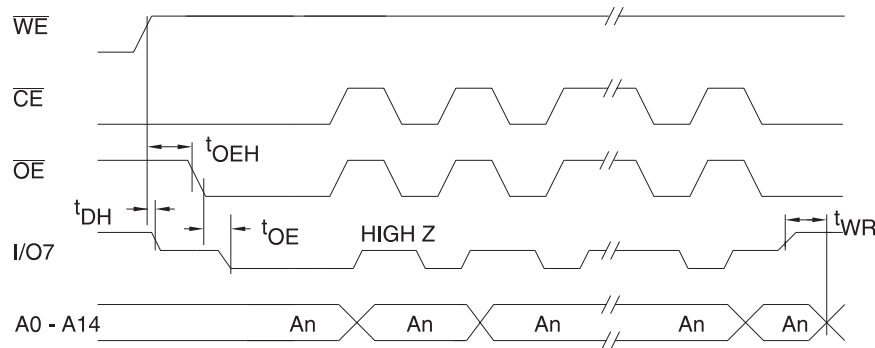 WE
CE
tOEH
OE
tDH
tOE
HIGH Z
tWR
I/O7
A0 - A14
An
An
An
An
An